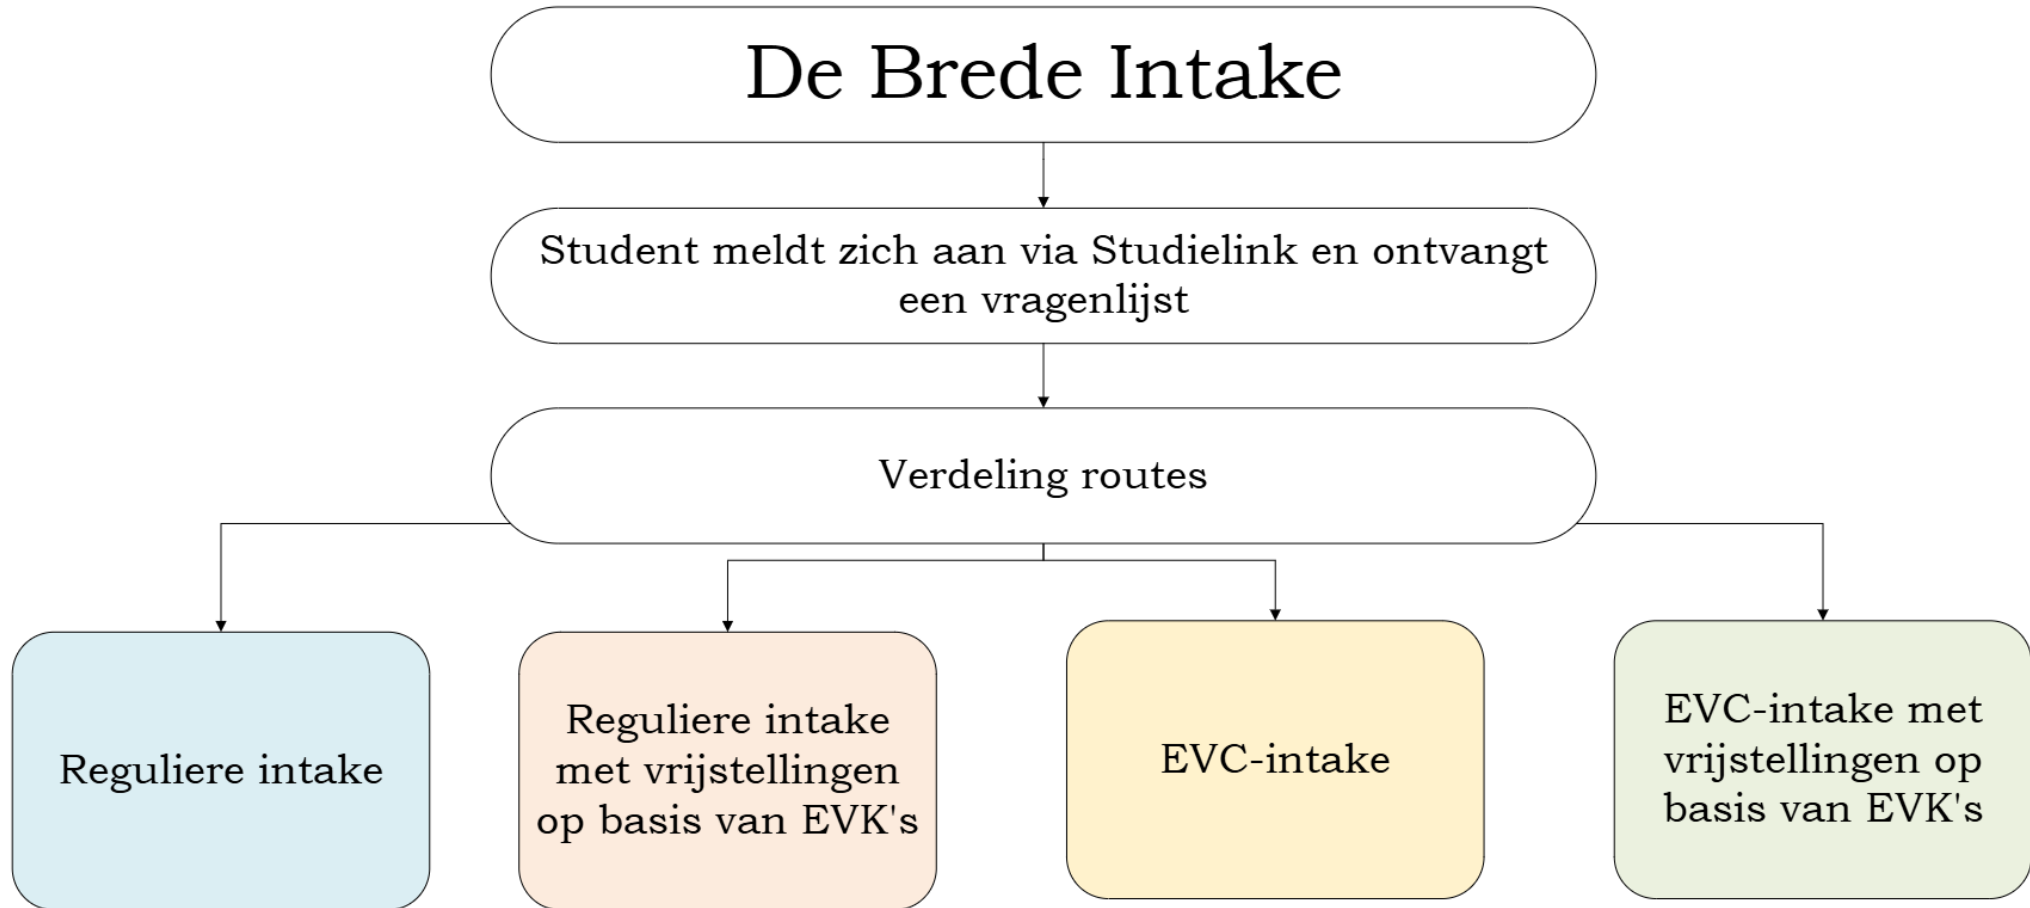 De Brede Intake
Student meldt zich aan via Studielink en ontvangt
een vragenlijst
Verdeling routes
Reguliere intake
Reguliere intake
met vrijstellingen
op basis van EVK's
EVC-intake
EVC-intake met
vrijstellingen op
basis van EVK's